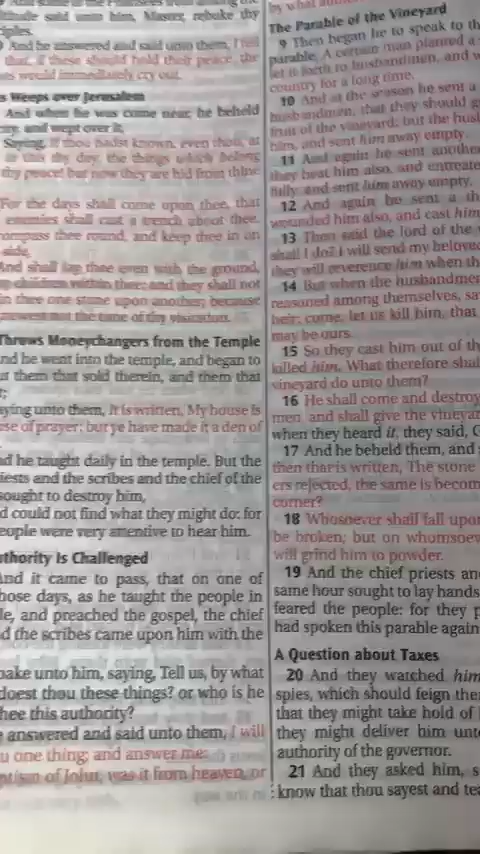 said unto him, Master, rebuke thy
And he answered and said unto them, I tell
that, if these should hold their peace, the
would immediately cry out.
Weeps over Jerusalem
And when he was come near, he beheld
and wept over it,
Saying, If thou hadst known, even thou, at
in this thy day, the things which belong
thy peace! but now they are hid from thine
For the days shall come upon thee, that
enemies shall cast a trench about thee,
compass thee round, and keep thee in on
side,
And shall lay thee even with the ground,
children within thee; and they shall not
in thee one stone upon another; because
not the time of thy visitation.
Throws Moneychangers from the Temple
nd he went into the temple, and began to
them that sold therein, and them that
t;
ying unto them, It is written, My house is
se of prayer: but ye have made it a den of
d he taught daily in the temple. But the
iests and the scribes and the chief of the
sought to destroy him,
d could not find what they might do: for
eople were very attentive to hear him.
uthority Is Challenged
nd it came to pass, that on one of
hose days, as he taught the people in
le, and preached the gospel, the chief
d the scribes came upon him with the
pake unto him, saying, Tell us, by what
doest thou these things? or who is he
hee this authority?
answered and said unto them, I will
u one thing; and answer me:
ptism of John, was it from heaven, or
by what
The Parable of the Vineyard
9 Then began he to speak to th
parable; A certain man planted a
let it forth to husbandmen, and w
country for a long time.
10 And at the season he sent a
husbandmen, that they should g
fruit of the vineyard: but the husb
him, and sent him away empty.
11 And again he sent another
they beat him also, and entreate
fully, and sent him away empty.
12 And again he sent a th
wounded him also, and cast him
13 Then said the lord of the
shall I do? I will send my beloved
they will reverence him when th
14 But when the husbandmen
reasoned among themselves, sa
heir: come, let us kill him, that
may be ours.
15 So they cast him out of th
killed him. What therefore shal
vineyard do unto them?
16 He shall come and destroy
men, and shall give the vineyar
when they heard it, they said, G
17 And he beheld them, and
then that is written, The stone
ers rejected, the same is becom
corner?
18 Whosoever shall fall upon
be broken; but on whomsoev
will grind him to powder.
19 And the chief priests an
same hour sought to lay hands
feared the people: for they p
had spoken this parable again
A Question about Taxes
20 And they watched him
spies, which should feign the
that they might take hold of
they might deliver him unt
authority of the governor.
21 And they asked him, s
know that thou sayest and tea